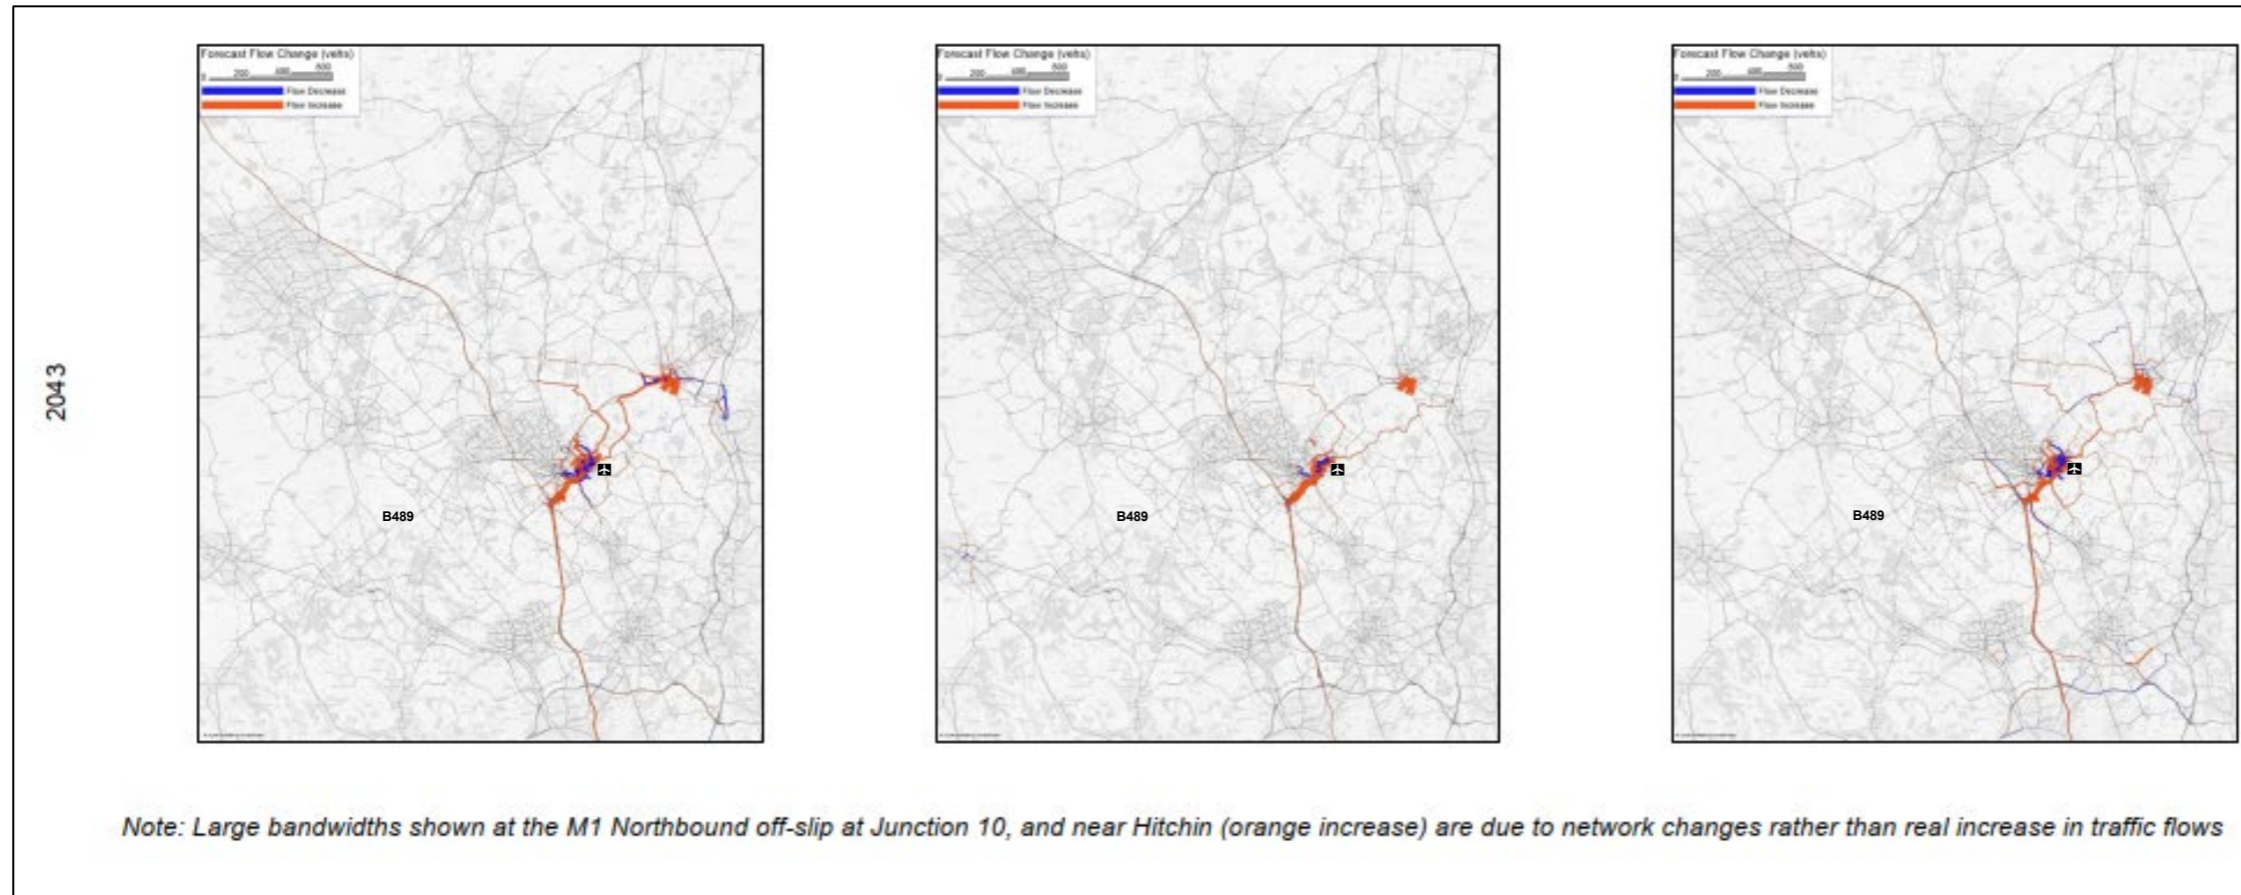 Forecast Flow Change (vehs)
0 200 400 600
Flow Decrease
Flow Increase
B489
Forecast Flow Change (vehs)
0 200 400 600
Flow Decrease
Flow Increase
B489
Forecast Flow Change (vehs)
0 200 400 600
Flow Decrease
Flow Increase
B489
2043
Note: Large bandwidths shown at the M1 Northbound off-slip at Junction 10, and near Hitchin (orange increase) are due to network changes rather than real increase in traffic flows